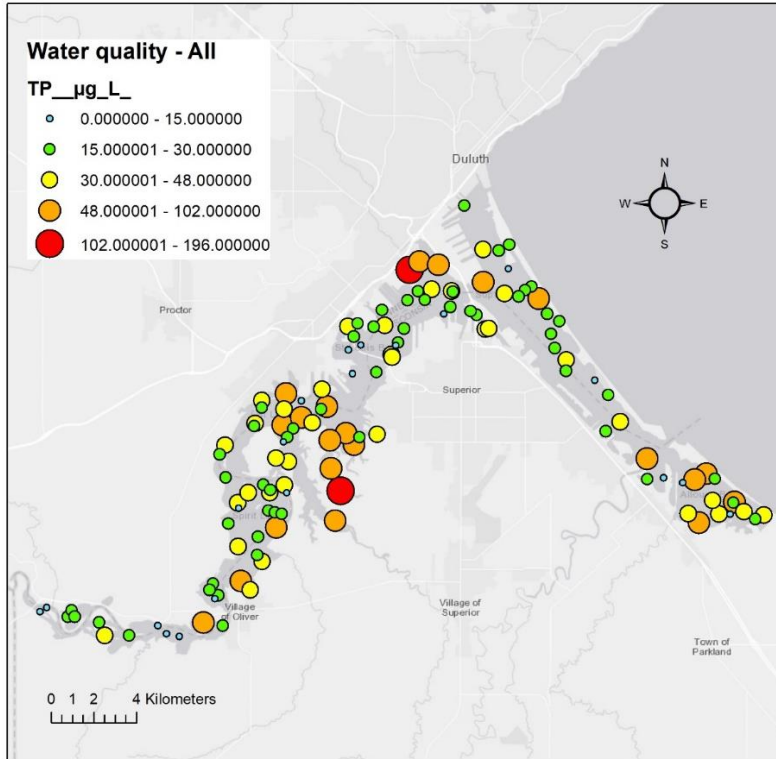 Water quality - All
TP__µg_L_
0.000000 - 15.000000
15.000001 - 30.000000
30.000001 - 48.000000
48.000001 - 102.000000
102.000001 - 196.000000
Duluth
N
W E
S
Proctor
Superior
Village
of Oliver
Village of
Superior
Town of
Parkland
0 1 2 4 Kilometers